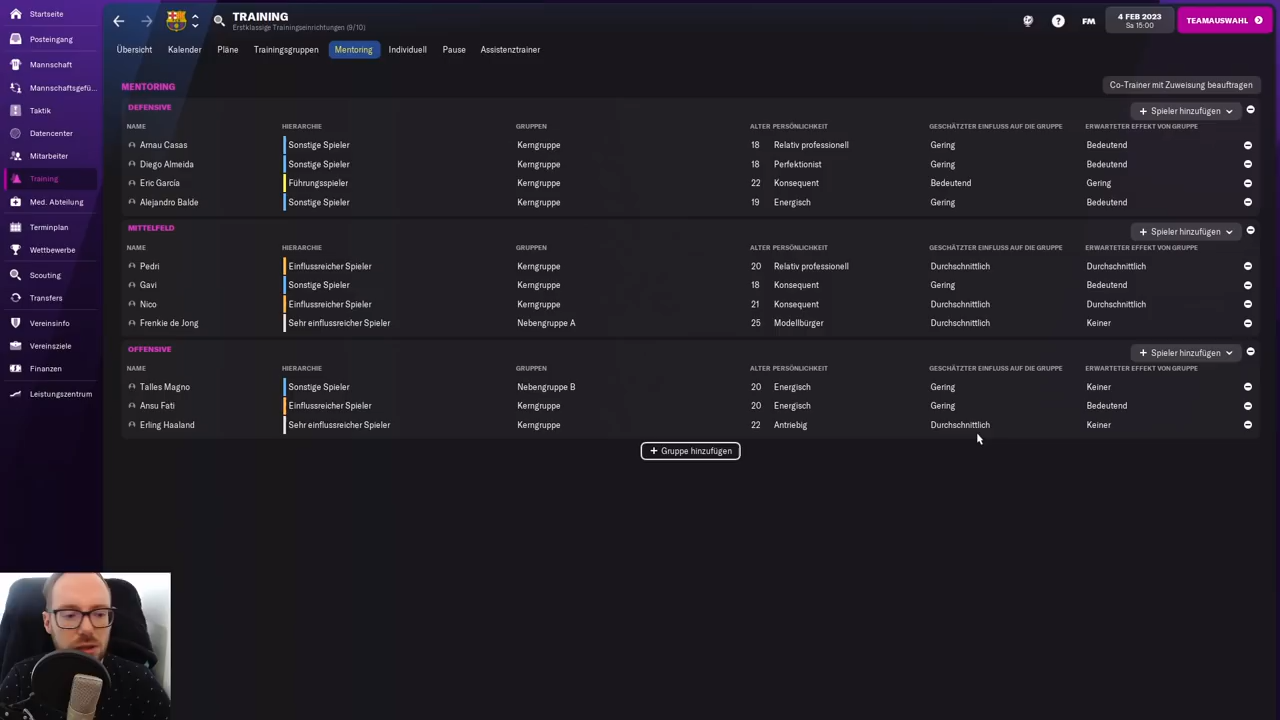 Startseite
Posteingang
Mannschaft
Mannschaftsgefü...
Taktik
Datencenter
Mitarbeiter
Training
Med. Abteilung
Terminplan
Wettbewerbe
Scouting
Transfers
Vereinsinfo
Vereinsziele
Finanzen
Leistungszentrum
TRAINING
Erstklassige Trainingseinrichtungen (9/10)
? FM 4 FEB 2023 Sa 15:00 TEAMAUSWAHL
Übersicht Kalender Pläne Trainingsgruppen Mentoring Individuell Pause Assistenztrainer
MENTORING Co-Trainer mit Zuweisung beauftragen
DEFENSIVE + Spieler hinzufügen
NAME HIERARCHIE GRUPPEN ALTER PERSÖNLICHKEIT GESCHÄTZTER EINFLUSS AUF DIE GRUPPE ERWARTETER EFFEKT VON GRUPPE
Arnau Casas Sonstige Spieler Kerngruppe 18 Relativ professionell Gering Bedeutend
Diego Almeida Sonstige Spieler Kerngruppe 18 Perfektionist Gering Bedeutend
Eric García Führungsspieler Kerngruppe 22 Konsequent Bedeutend Gering
Alejandro Balde Sonstige Spieler Kerngruppe 19 Energisch Gering Bedeutend
MITTELFELD + Spieler hinzufügen
NAME HIERARCHIE GRUPPEN ALTER PERSÖNLICHKEIT GESCHÄTZTER EINFLUSS AUF DIE GRUPPE ERWARTETER EFFEKT VON GRUPPE
Pedri Einflussreicher Spieler Kerngruppe 20 Relativ professionell Durchschnittlich Durchschnittlich
Gavi Sonstige Spieler Kerngruppe 18 Konsequent Gering Bedeutend
Nico Einflussreicher Spieler Kerngruppe 21 Konsequent Durchschnittlich Durchschnittlich
Frenkie de Jong Sehr einflussreicher Spieler Nebengruppe A 25 Modellbürger Durchschnittlich Keiner
OFFENSIVE + Spieler hinzufügen
NAME HIERARCHIE GRUPPEN ALTER PERSÖNLICHKEIT GESCHÄTZTER EINFLUSS AUF DIE GRUPPE ERWARTETER EFFEKT VON GRUPPE
Talles Magno Sonstige Spieler Nebengruppe B 20 Energisch Gering Keiner
Ansu Fati Einflussreicher Spieler Kerngruppe 20 Energisch Gering Bedeutend
Erling Haaland Sehr einflussreicher Spieler Kerngruppe 22 Antriebig Durchschnittlich Keiner
+ Gruppe hinzufügen